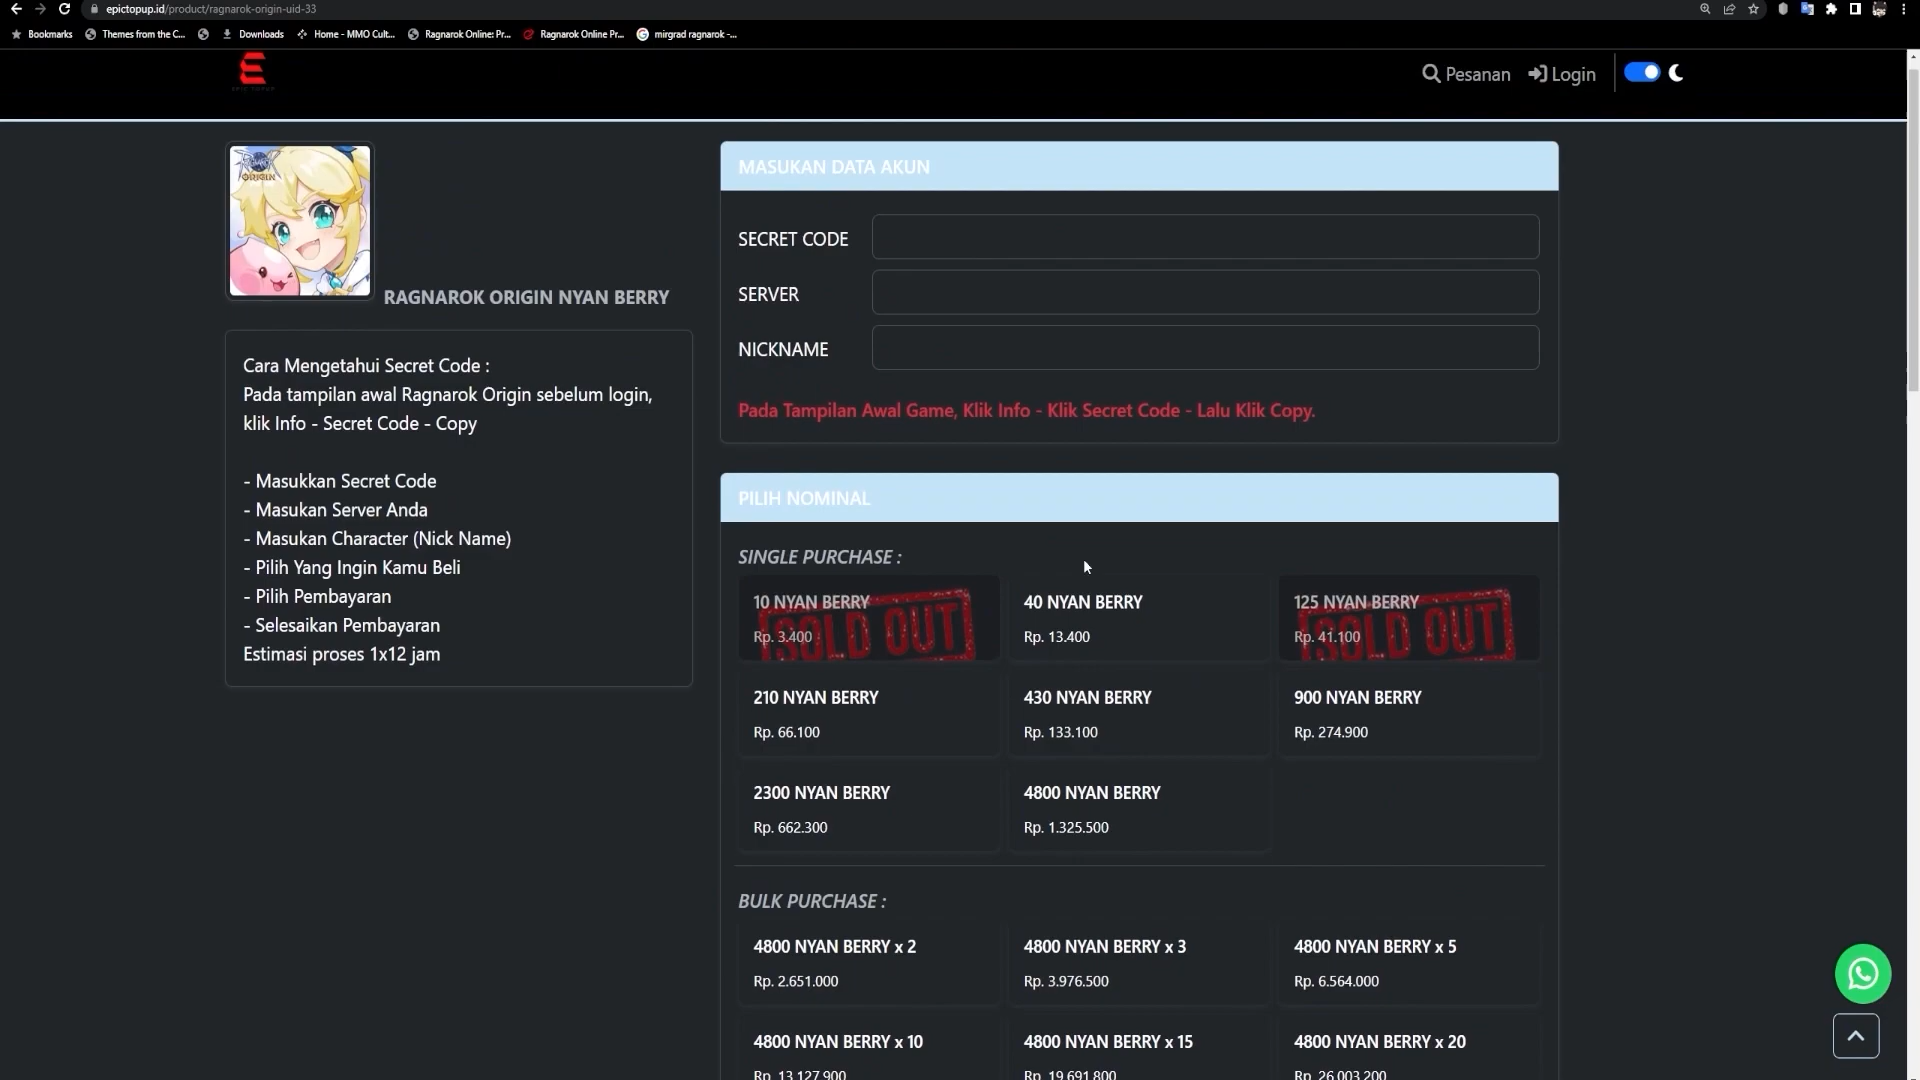 epictopup.id/product/ragnarok-origin-uid-33
Bookmarks
Themes from the C...
Downloads
Home - MMO Cult...
Ragnarok Online: Pr...
Ragnarok Online Pr...
mirgrad ragnarok -...
Pesanan
Login
ORIGIN
RAGNAROK ORIGIN NYAN BERRY
Cara Mengetahui Secret Code :
Pada tampilan awal Ragnarok Origin sebelum login,
klik Info - Secret Code - Copy
- Masukkan Secret Code
- Masukan Server Anda
- Masukan Character (Nick Name)
- Pilih Yang Ingin Kamu Beli
- Pilih Pembayaran
- Selesaikan Pembayaran
Estimasi proses 1x12 jam
MASUKAN DATA AKUN
SECRET CODE
SERVER
NICKNAME
Pada Tampilan Awal Game, Klik Info - Klik Secret Code - Lalu Klik Copy.
PILIH NOMINAL
SINGLE PURCHASE :
10 NYAN BERRY
Rp. 3.400
SOLD OUT
40 NYAN BERRY
Rp. 13.400
125 NYAN BERRY
Rp. 41.100
SOLD OUT
210 NYAN BERRY
Rp. 66.100
430 NYAN BERRY
Rp. 133.100
900 NYAN BERRY
Rp. 274.900
2300 NYAN BERRY
Rp. 662.300
4800 NYAN BERRY
Rp. 1.325.500
BULK PURCHASE :
4800 NYAN BERRY x 2
Rp. 2.651.000
4800 NYAN BERRY x 3
Rp. 3.976.500
4800 NYAN BERRY x 5
Rp. 6.564.000
4800 NYAN BERRY x 10
Rp. 13.127.900
4800 NYAN BERRY x 15
Rp. 19.691.800
4800 NYAN BERRY x 20
Rp. 26.003.200